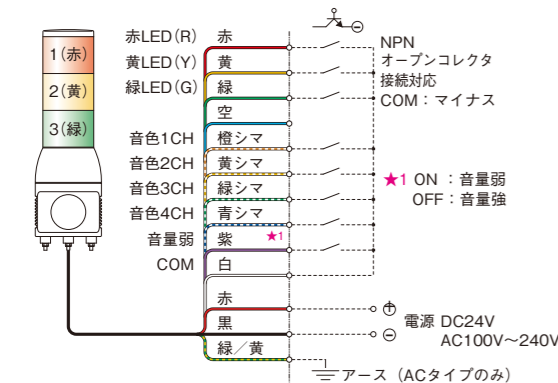 1(赤)
2(黄)
3(緑)
赤LED(R) 赤
黄LED(Y) 黄
緑LED(G) 緑
空
音色1CH 橙シマ
音色2CH 黄シマ
音色3CH 緑シマ
音色4CH 青シマ
音量弱 紫 ★1
COM 白
赤
黒
緑/黄
NPN
オープンコレクタ
接続対応
COM:マイナス
★1 ON :音量弱
OFF:音量強
⊕
⊖
電源 DC24V
AC100V〜240V
アース(ACタイプのみ)